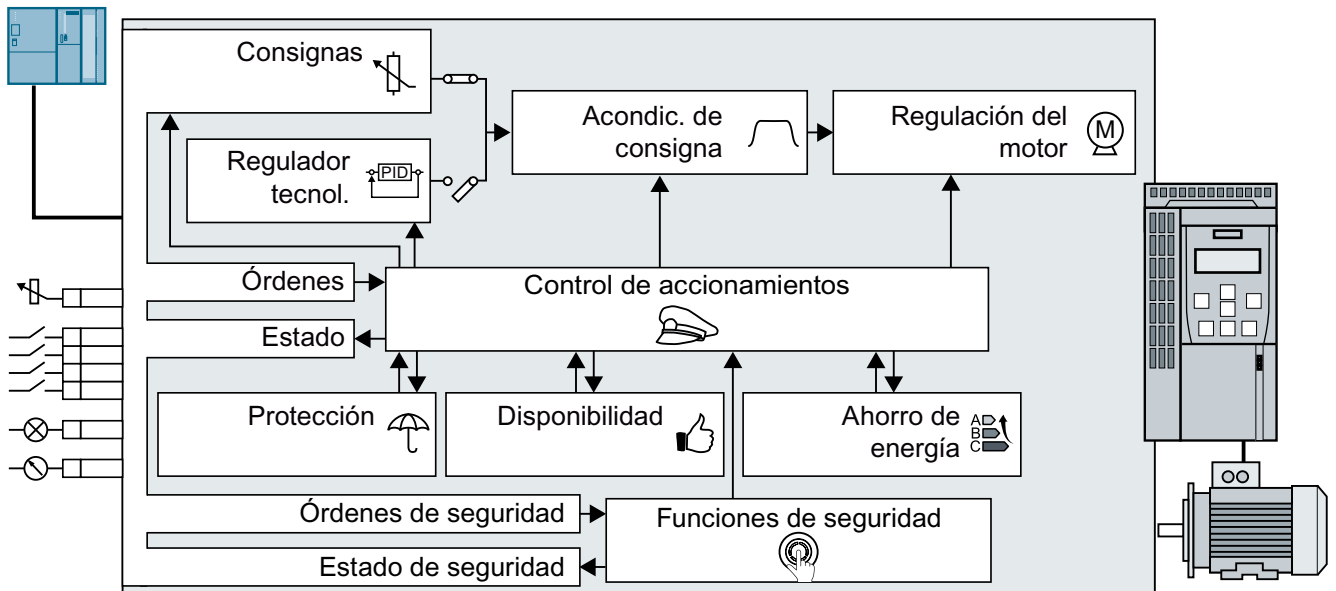 Consignas
Acondic. de
consigna
Regulación del
motor
M
Regulador
tecnol.
PID
Órdenes
Control de accionamientos
Estado
Protección
Disponibilidad
Ahorro de
energía
A
B
C
Órdenes de seguridad
Funciones de seguridad
Estado de seguridad